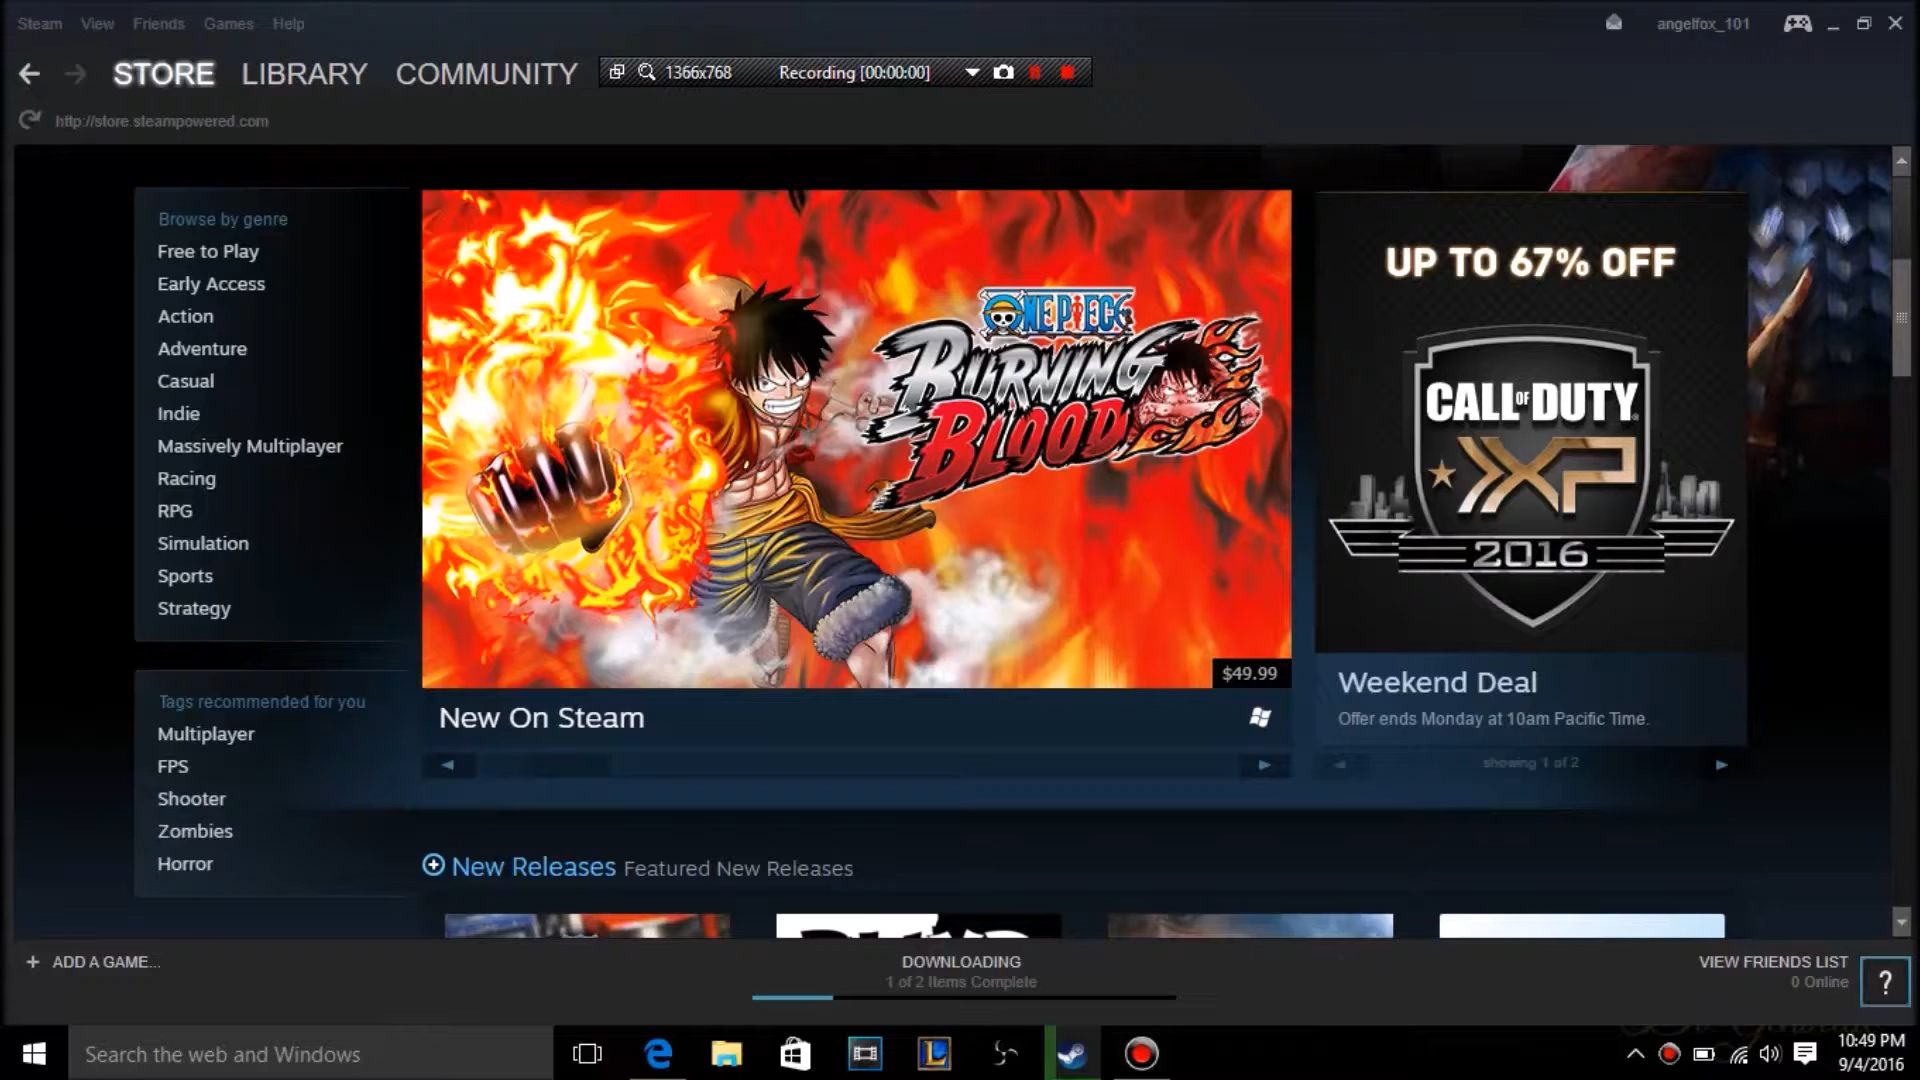 Steam View Friends Games Help
angelfox_101
STORE LIBRARY COMMUNITY
1366x768 Recording [00:00:00]
http://store.steampowered.com
Browse by genre
Free to Play
Early Access
Action
Adventure
Casual
Indie
Massively Multiplayer
Racing
RPG
Simulation
Sports
Strategy
Tags recommended for you
Multiplayer
FPS
Shooter
Zombies
Horror
ONE PIECE
BURNING
BLOOD
$49.99
New On Steam
UP TO 67% OFF
CALL OF DUTY
XP
2016
Weekend Deal
Offer ends Monday at 10am Pacific Time.
showing 1 of 2
New Releases Featured New Releases
+ ADD A GAME...
DOWNLOADING
1 of 2 Items Complete
VIEW FRIENDS LIST
0 Online
?
Search the web and Windows
10:49 PM
9/4/2016